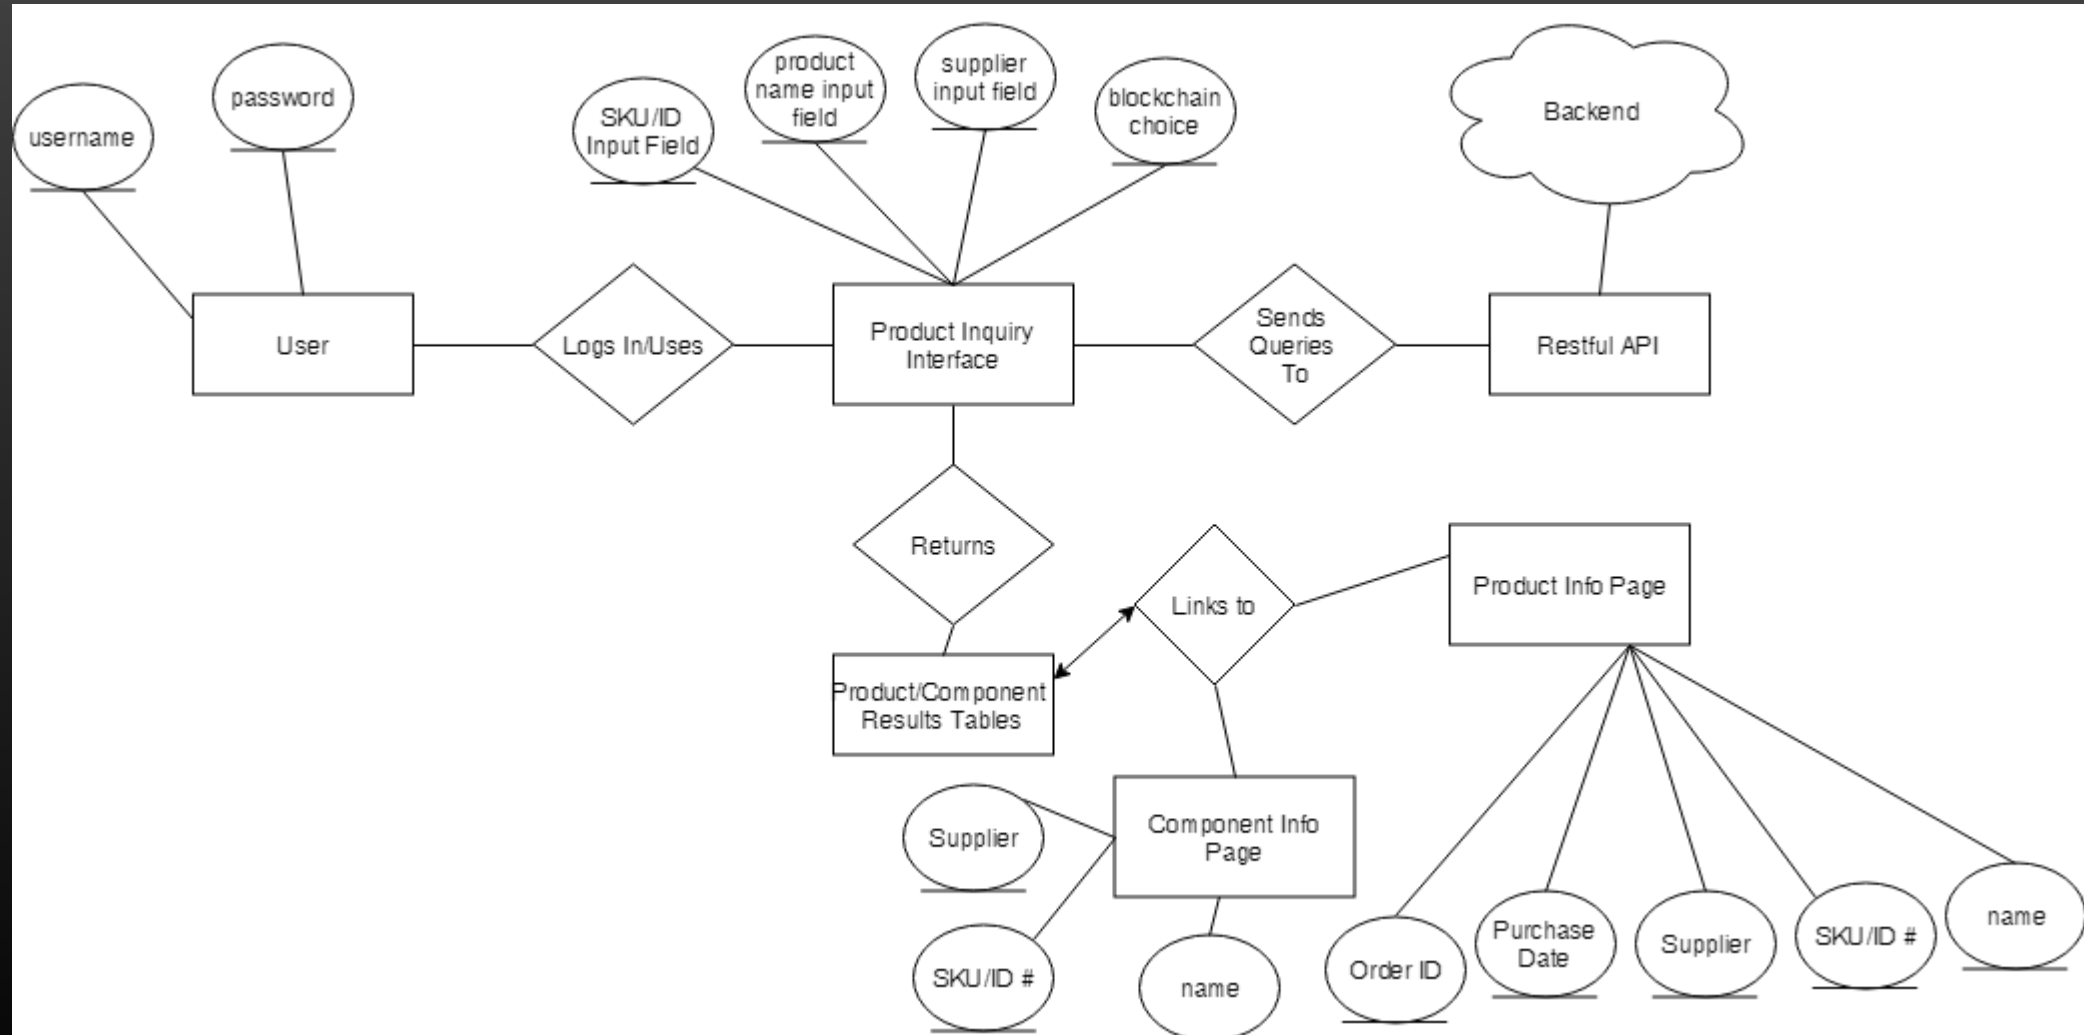 username
password
SKU/ID
Input Field
product
name input
field
supplier
input field
blockchain
choice
Backend
User
Logs In/Uses
Product Inquiry
Interface
Sends
Queries
To
Restful API
Returns
Links to
Product Info Page
Product/Component
Results Tables
Supplier
Component Info
Page
SKU/ID #
name
Order ID
Purchase
Date
Supplier
SKU/ID #
name